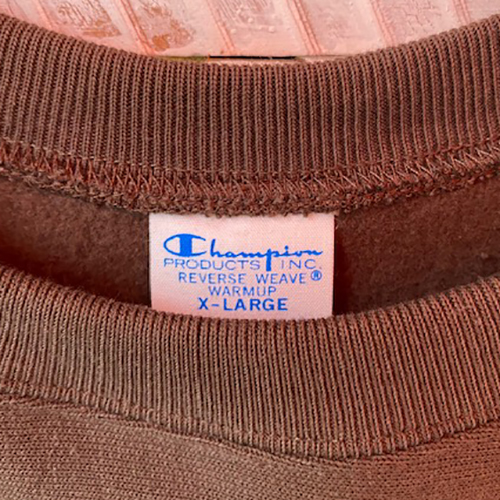 Champion
PRODUCTS INC.
REVERSE WEAVE®
WARMUP
X-LARGE